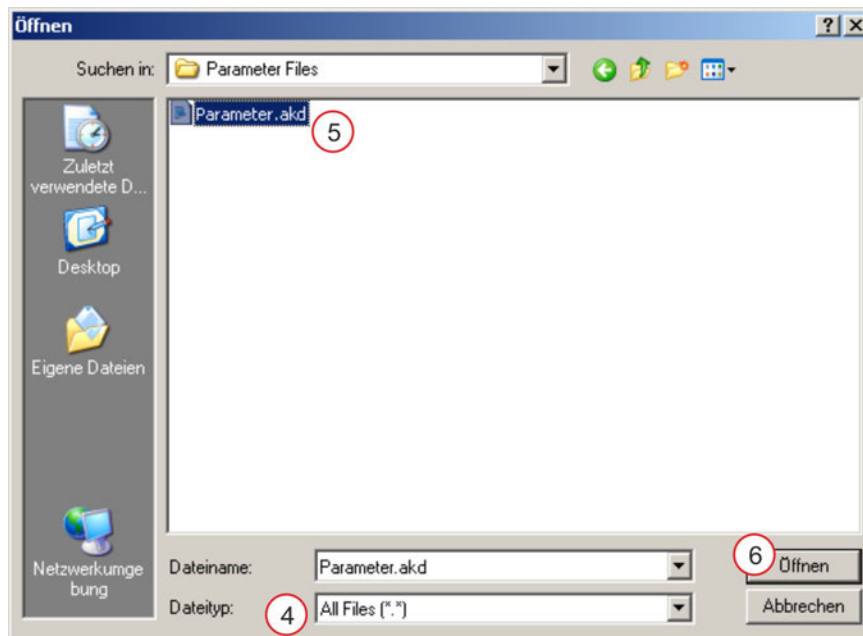 Öffnen
Suchen in: Parameter Files
Parameter.akd
5
Zuletzt
verwendete D...
Desktop
Eigene Dateien
Netzwerkumge
bung
Dateiname: Parameter.akd
6 Öffnen
Dateityp: 4 All Files (*.*)
Abbrechen